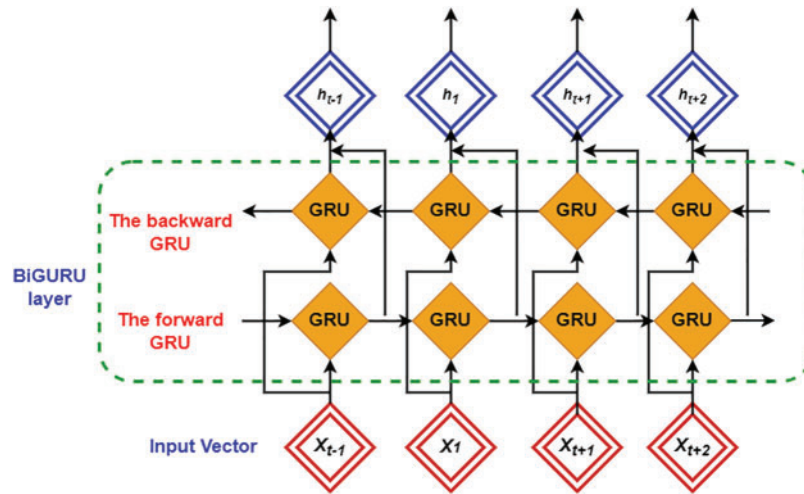 h_{t-1} h_1 h_{t+1} h_{t+2}
The backward
GRU
GRU GRU GRU GRU
BiGURU
layer
The forward
GRU
GRU GRU GRU GRU
Input Vector
X_{t-1} X1 X_{t+1} X_{t+2}